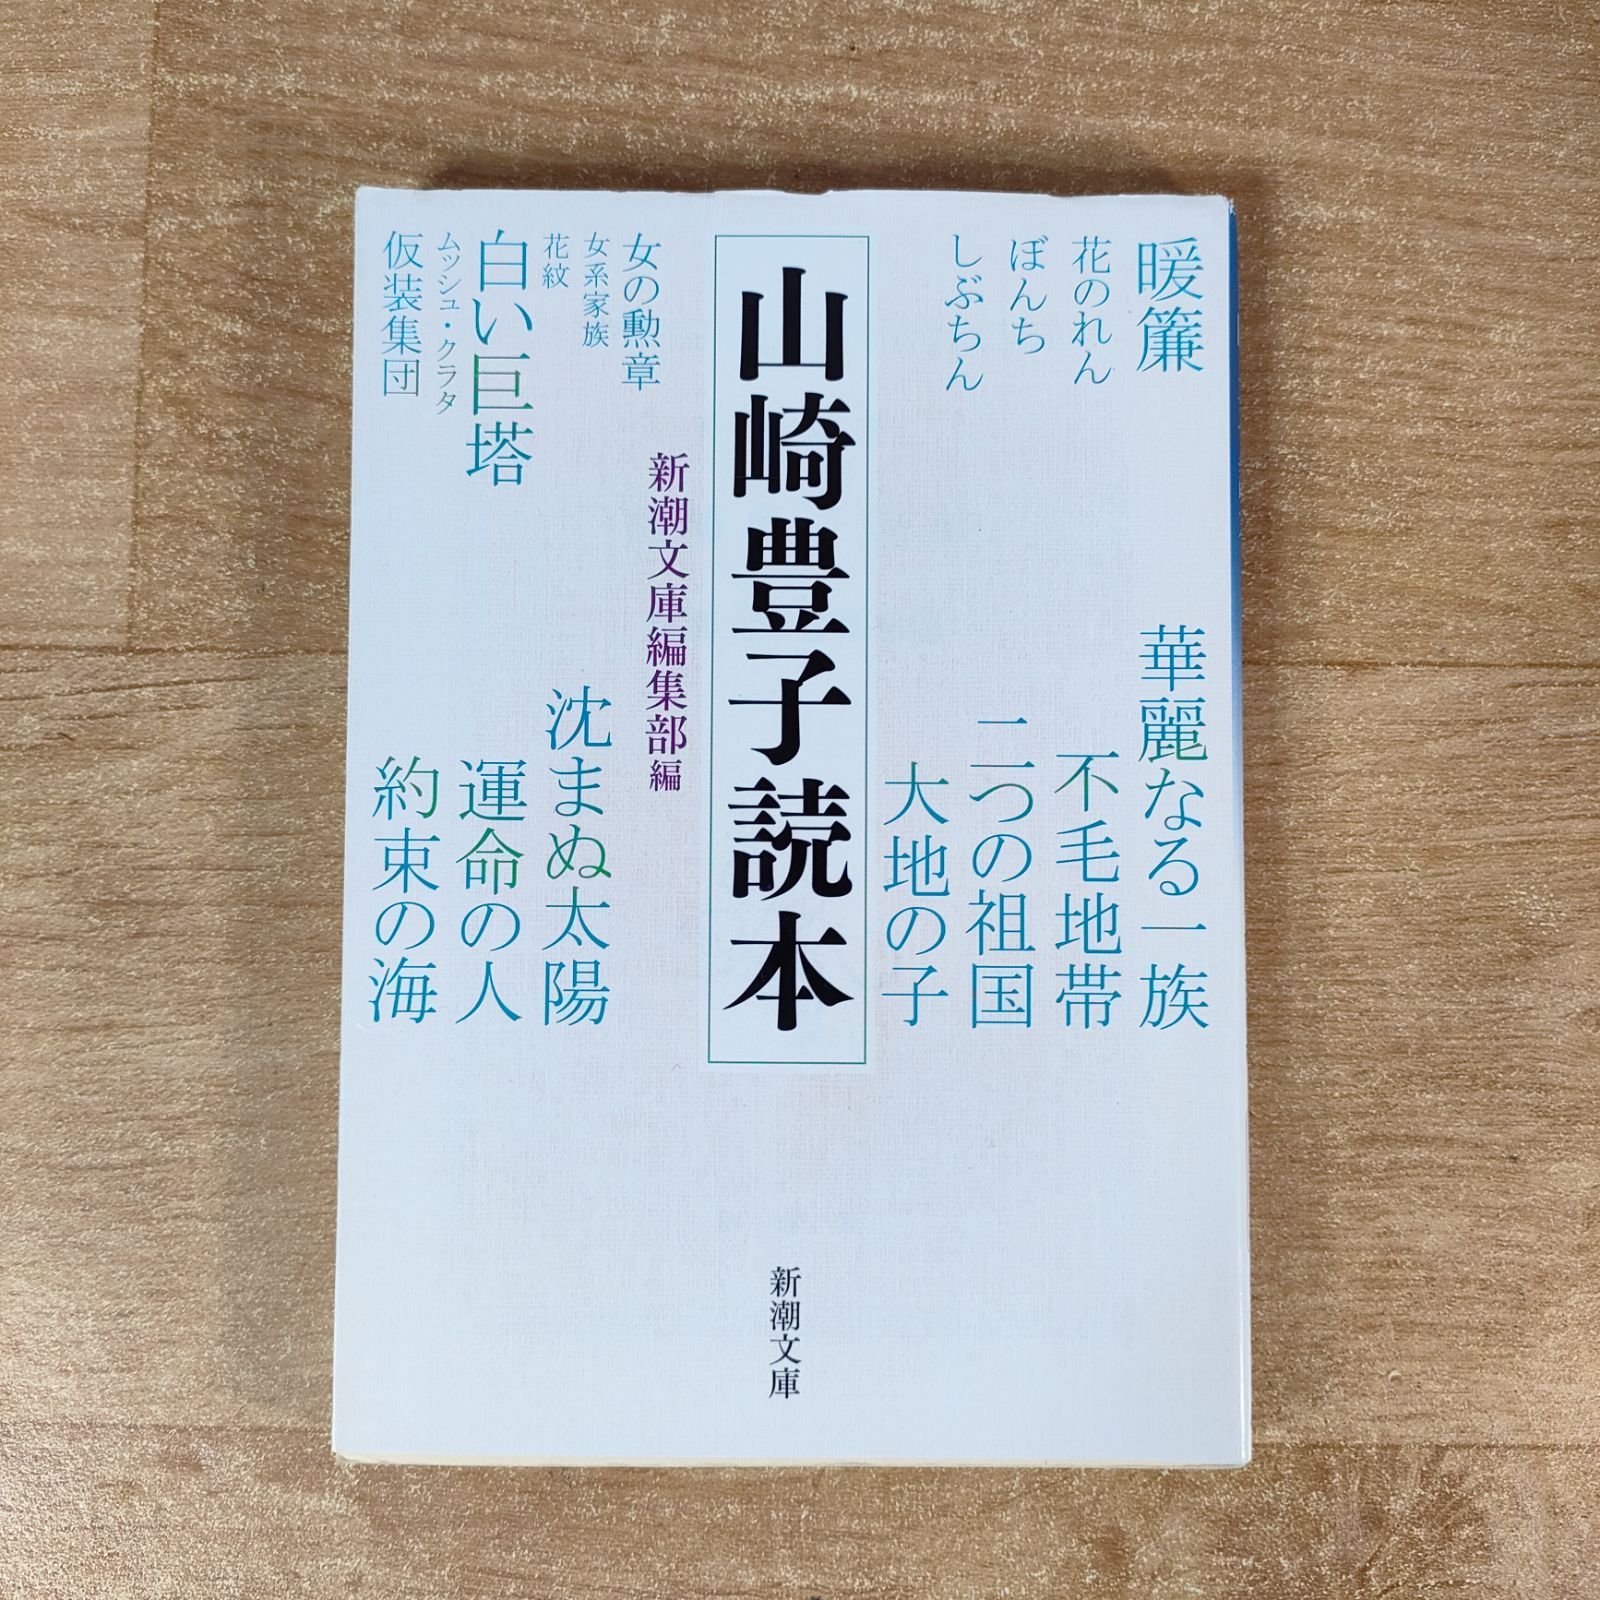 暖簾
花のれん
ぼんち
しぶちん
華麗なる一族
不毛地帯
二つの祖国
大地の子
山崎豊子読本
新潮文庫編集部編
女の勲章
女系家族
花紋
白い巨塔
ムッシュ・クラタ
仮装集団
沈まぬ太陽
運命の人
約束の海
新潮文庫